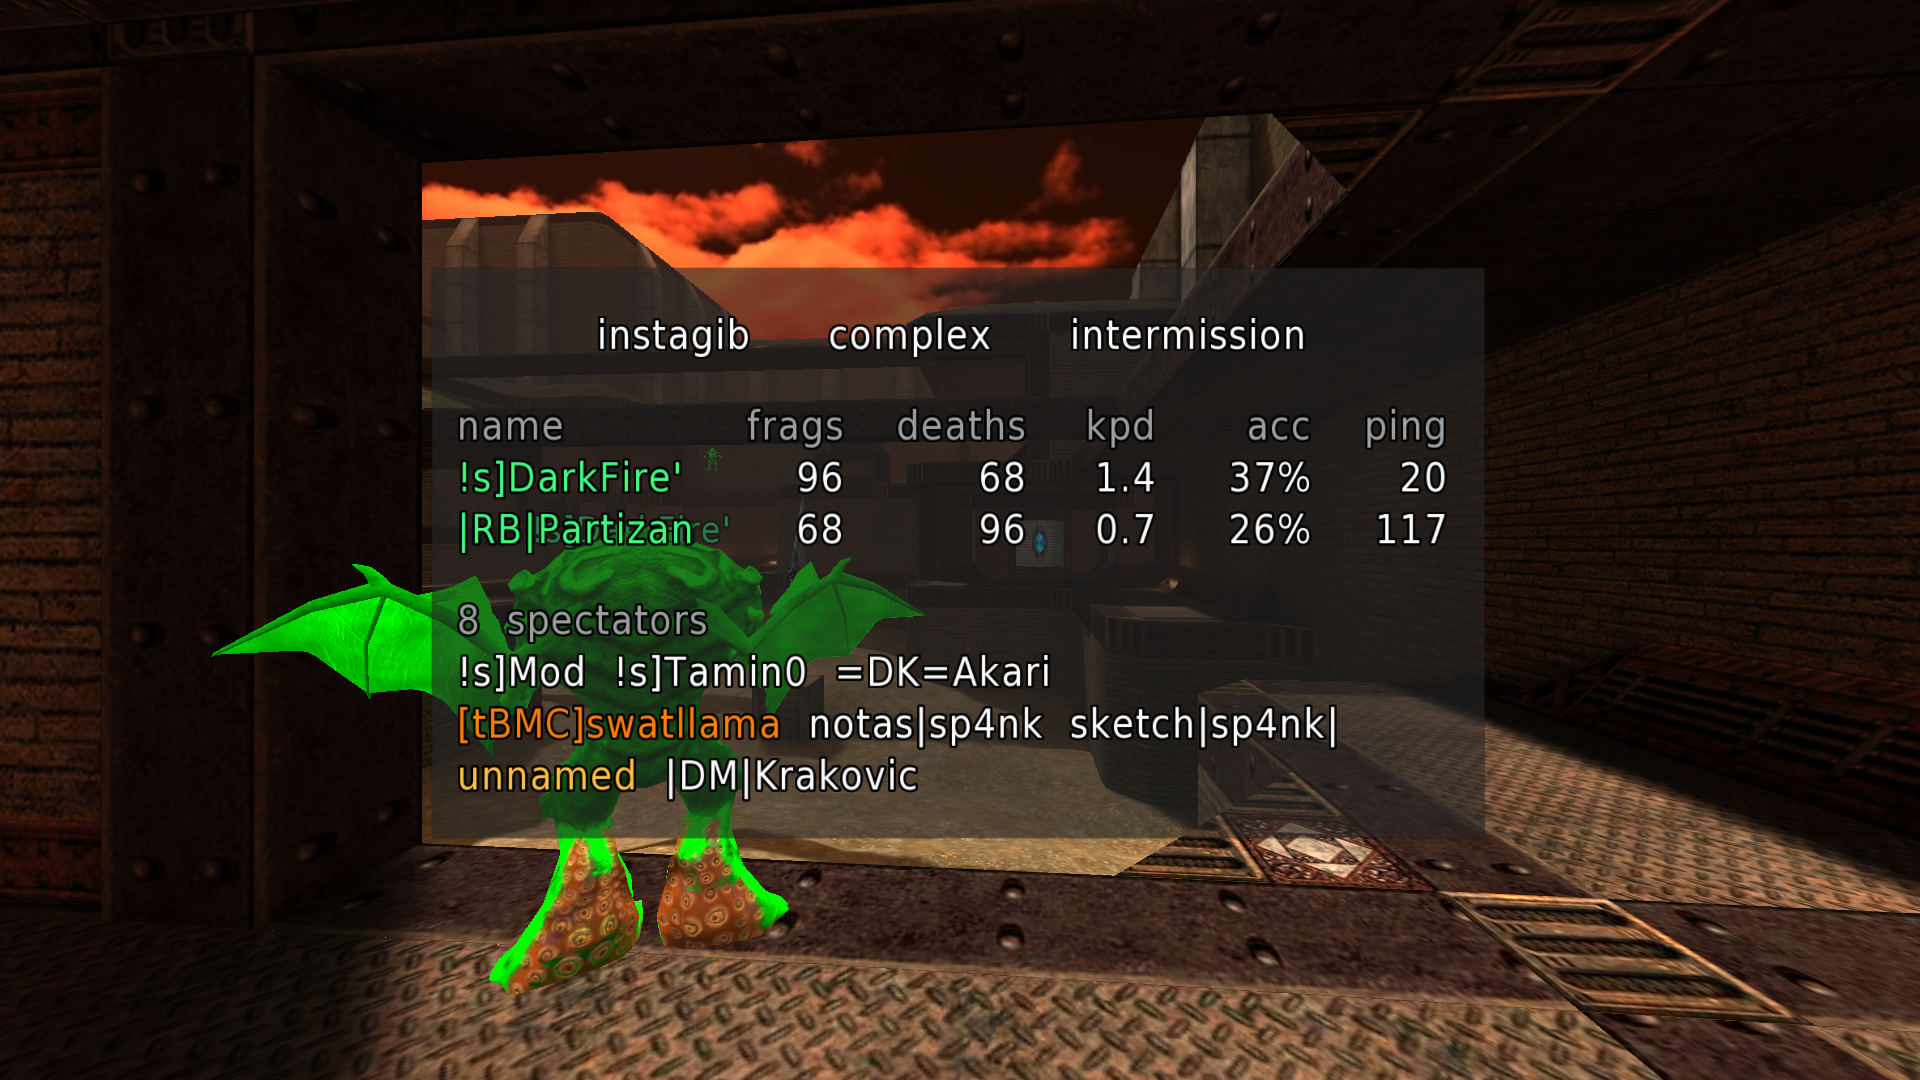 instagib complex intermission
name frags deaths kpd acc ping
!s]DarkFire' 96 68 1.4 37% 20
|RB|Partizan 68 96 0.7 26% 117
8 spectators
!s]Mod !s]Tamin0 =DK=Akari
[tBMC]swatllama notas|sp4nk sketch|sp4nk|
unnamed |DM|Krakovic